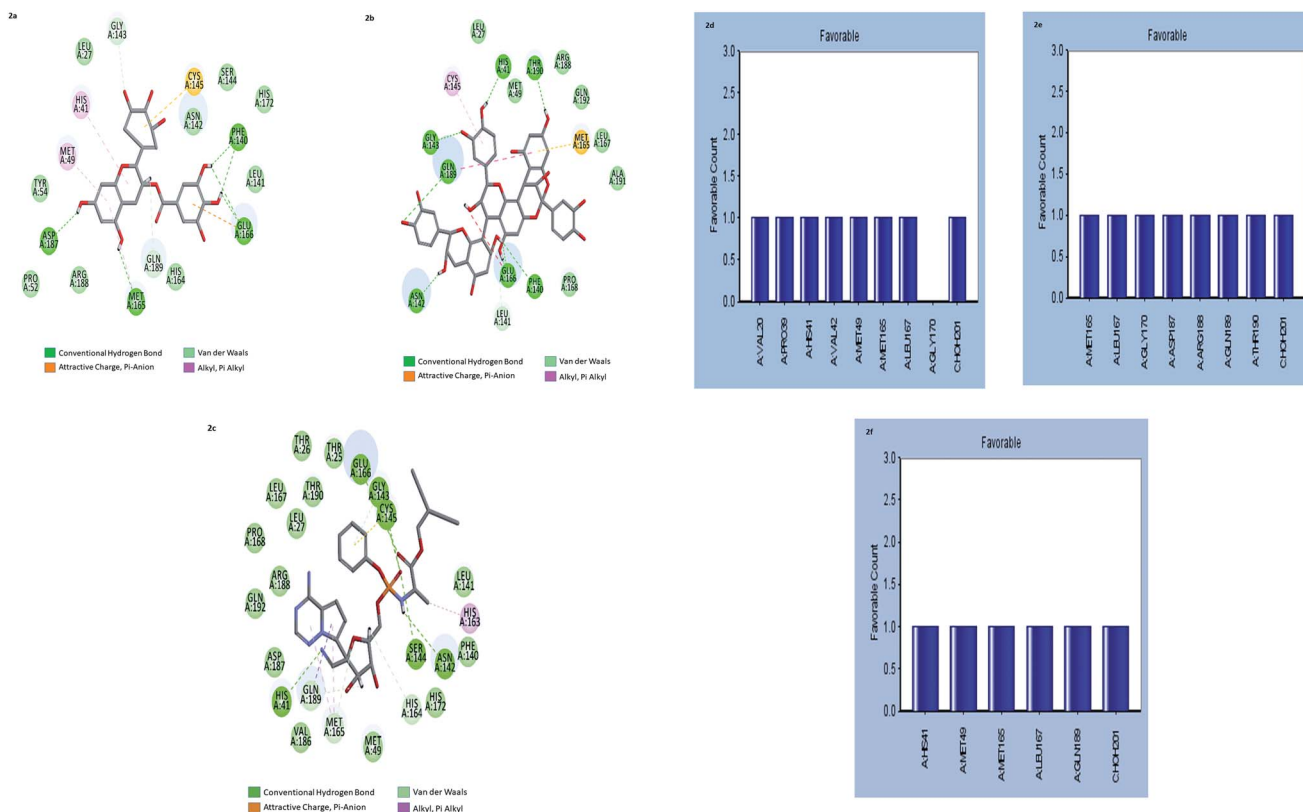 2a
GLY
A:143
LEU
A:27
CYS
A:145
SER
A:144
HIS
A:41
ASN
A:142
HIS
A:172
PHE
A:140
MET
A:49
TYR
A:54
LEU
A:141
ASP
A:187
GLU
A:166
GLN
A:189
HIS
A:164
PRO
A:52
ARG
A:188
MET
A:165
Conventional Hydrogen Bond
Van der Waals
Attractive Charge, Pi-Anion
Alkyl, Pi Alkyl
2b
LEU
A:27
HIS
A:41
THR
A:190
ARG
A:188
CYS
A:145
MET
A:49
GLN
A:192
GLY
A:143
MET
A:165
LEU
A:167
GLN
A:189
ALA
A:191
GLU
A:166
PHE
A:140
PRO
A:168
ASN
A:142
LEU
A:141
Conventional Hydrogen Bond
Van der Waals
Attractive Charge, Pi-Anion
Alkyl, Pi Alkyl
2d
Favorable
Favorable Count
3.0
2.5
2.0
1.5
1.0
0.5
0.0
A:VAL20
A:PRO39
A:HIS41
A:VAL42
A:MET49
A:MET165
A:LEU167
A:GLY170
C:HOH201
2e
Favorable
Favorable Count
3.0
2.5
2.0
1.5
1.0
0.5
0.0
A:MET165
A:LEU167
A:GLY170
A:ASP187
A:ARG188
A:GLN189
A:THR190
C:HOH201
2c
THR
A:26
THR
A:25
GLU
A:166
GLY
A:143
CYS
A:145
LEU
A:167
THR
A:190
LEU
A:27
PRO
A:168
ARG
A:188
GLN
A:192
LEU
A:141
HIS
A:163
ASP
A:187
SER
A:144
ASN
A:142
PHE
A:140
HIS
A:41
GLN
A:189
HIS
A:164
HIS
A:172
VAL
A:186
MET
A:165
MET
A:49
Conventional Hydrogen Bond
Van der Waals
Attractive Charge, Pi-Anion
Alkyl, Pi Alkyl
2f
Favorable
Favorable Count
3.0
2.5
2.0
1.5
1.0
0.5
0.0
A:HIS41
A:MET49
A:MET165
A:LEU167
A:GLN189
C:HOH201